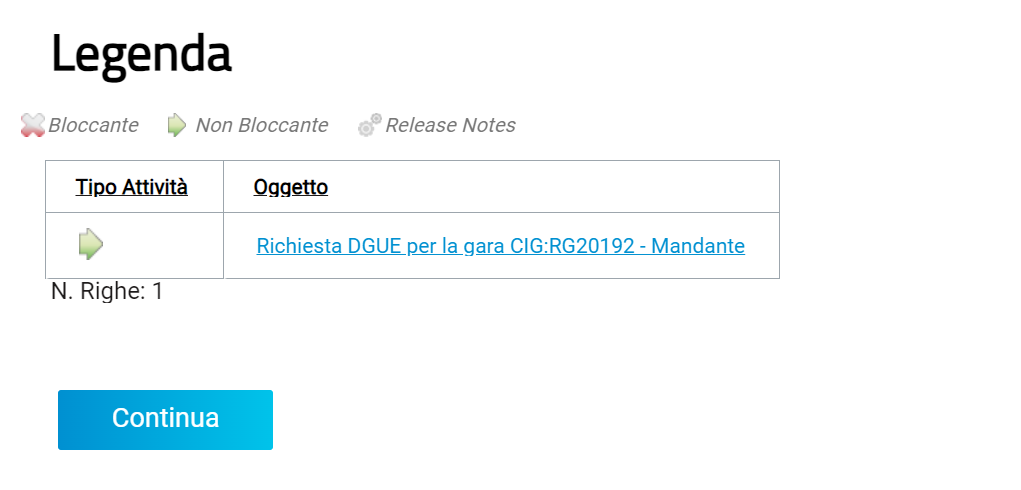 Legenda
Bloccante Non Bloccante Release Notes
Tipo Attività Oggetto
Richiesta DGUE per la gara CIG:RG20192 - Mandante
N. Righe: 1
Continua